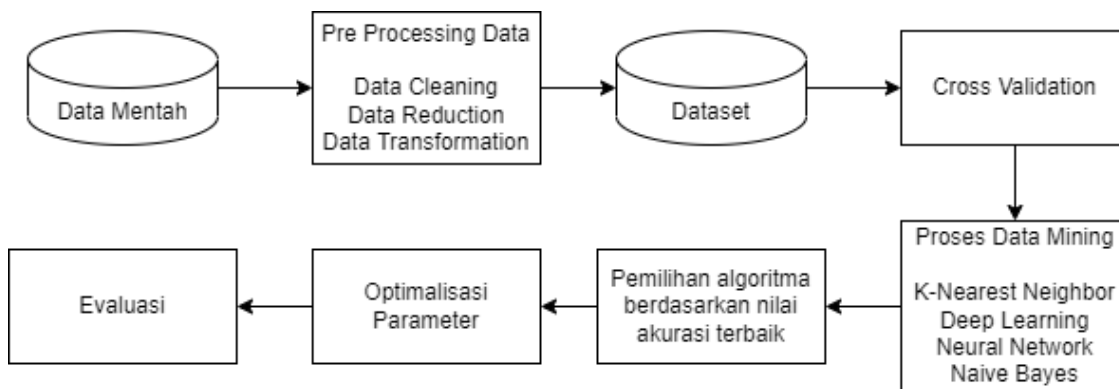 Data Mentah
Pre Processing Data
Data Cleaning
Data Reduction
Data Transformation
Dataset
Cross Validation
Proses Data Mining
K-Nearest Neighbor
Deep Learning
Neural Network
Naive Bayes
Pemilihan algoritma
berdasarkan nilai
akurasi terbaik
Optimalisasi
Parameter
Evaluasi